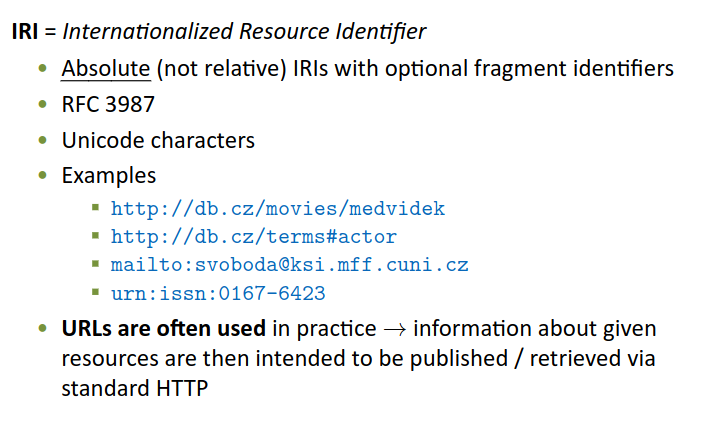 IRI = Internationalized Resource Identifier
• Absolute (not relative) IRIs with optional fragment identifiers
• RFC 3987
• Unicode characters
• Examples
▪ http://db.cz/movies/medvidek
▪ http://db.cz/terms#actor
▪ mailto:svoboda@ksi.mff.cuni.cz
▪ urn:issn:0167-6423
• URLs are often used in practice → information about given
resources are then intended to be published / retrieved via
standard HTTP